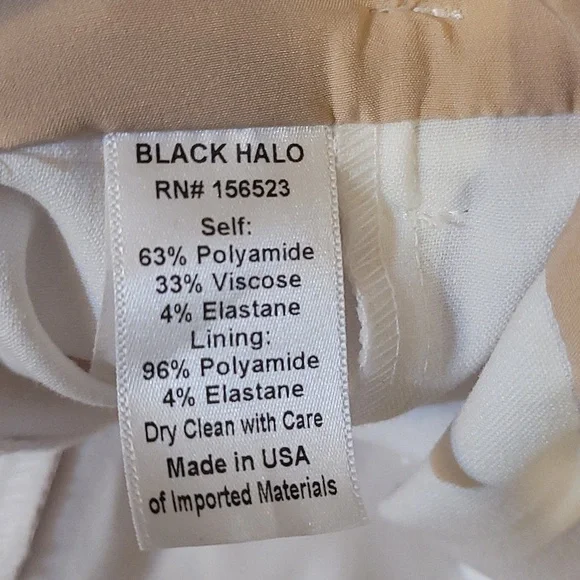 BLACK HALO
RN# 156523
Self:
63% Polyamide
33% Viscose
4% Elastane
Lining:
96% Polyamide
4% Elastane
Dry Clean with Care
Made in USA
of Imported Materials